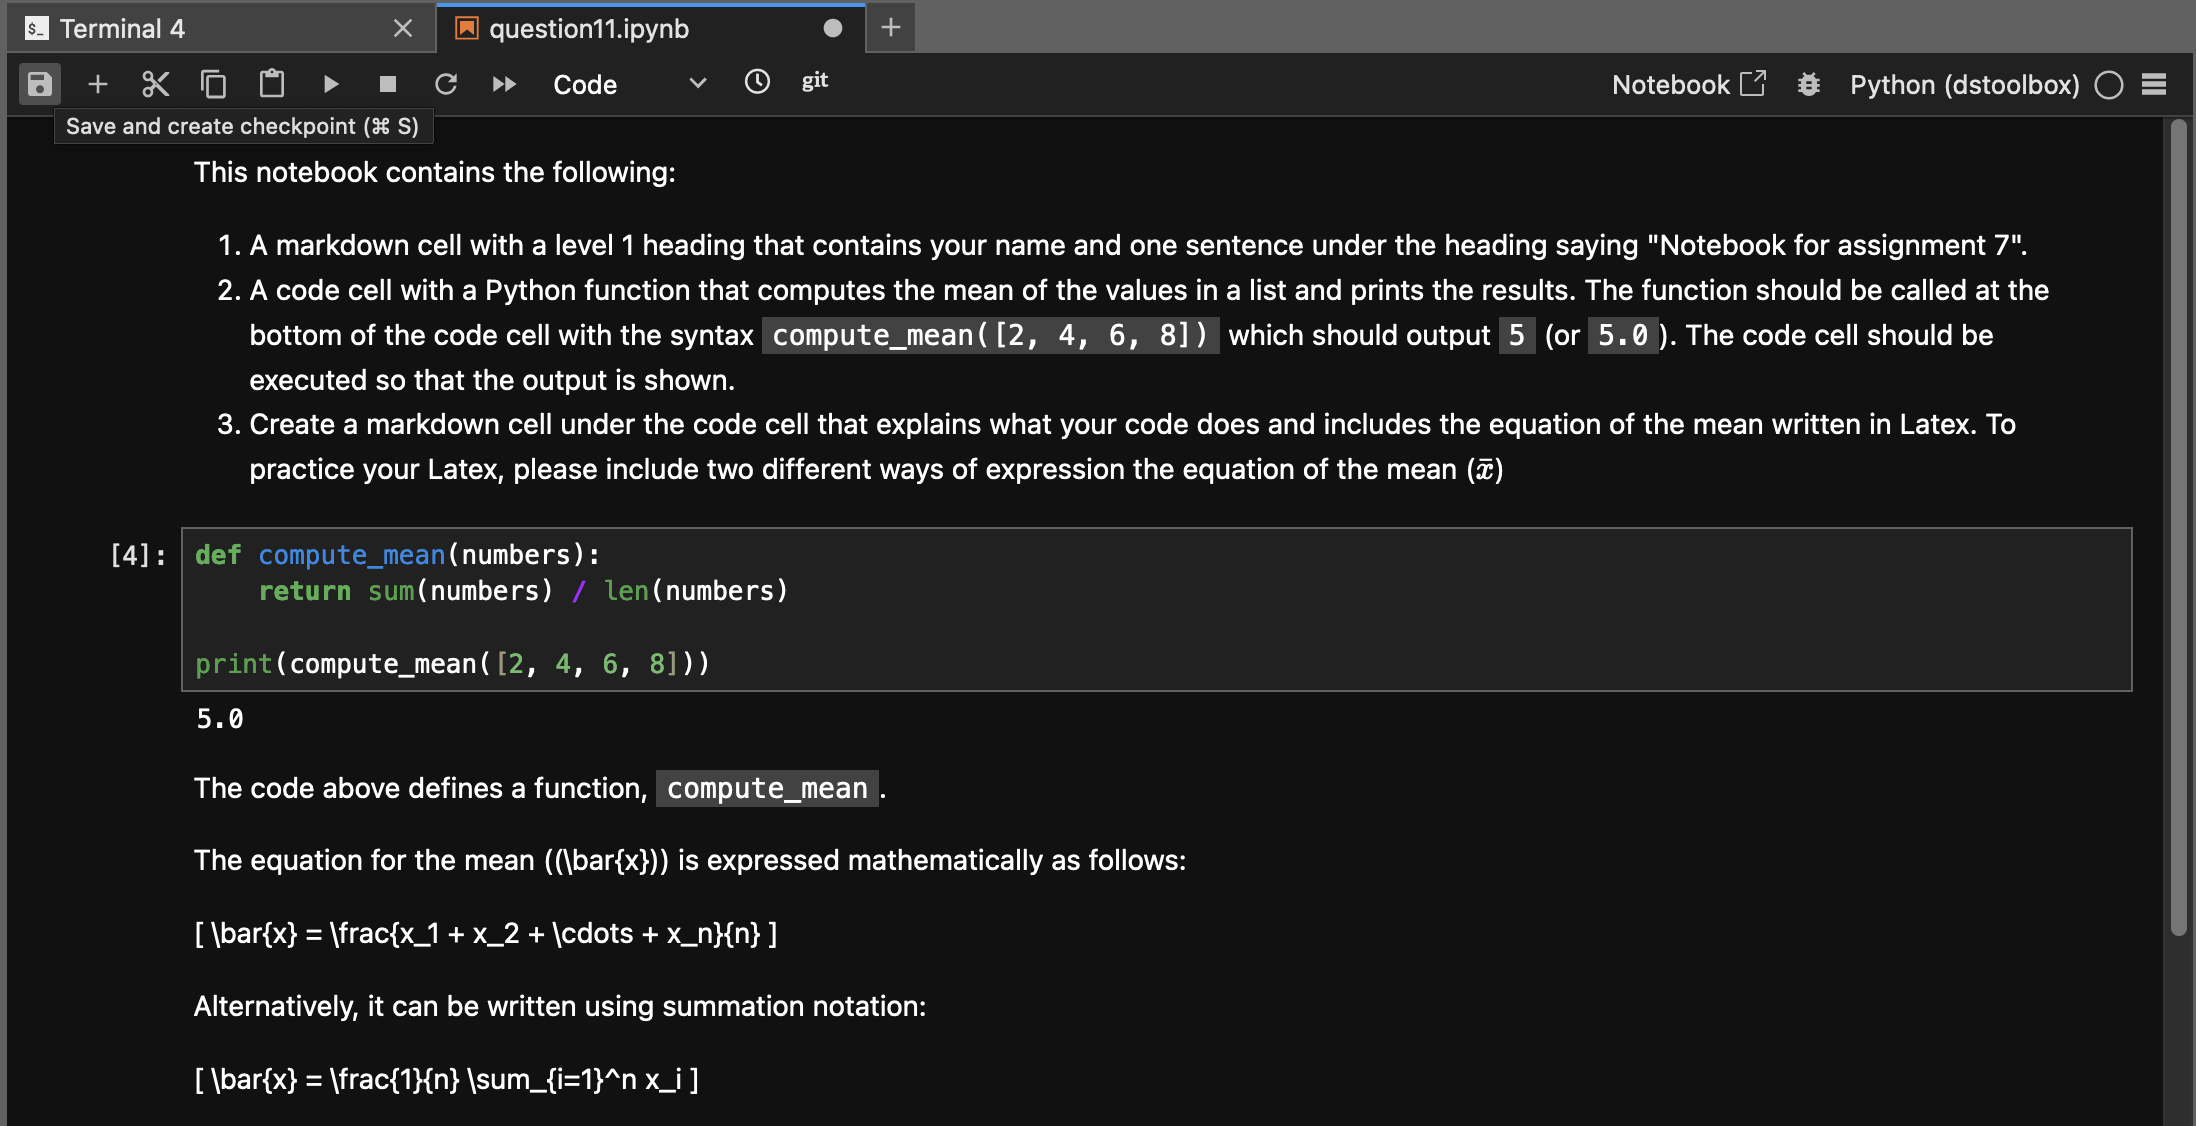 Terminal 4
question11.ipynb
Code
git
Notebook
Python (dstoolbox)
Save and create checkpoint (⌘ S)
This notebook contains the following:
1. A markdown cell with a level 1 heading that contains your name and one sentence under the heading saying "Notebook for assignment 7".
2. A code cell with a Python function that computes the mean of the values in a list and prints the results. The function should be called at the
bottom of the code cell with the syntax compute_mean([2, 4, 6, 8]) which should output 5 (or 5.0). The code cell should be
executed so that the output is shown.
3. Create a markdown cell under the code cell that explains what your code does and includes the equation of the mean written in Latex. To
practice your Latex, please include two different ways of expression the equation of the mean (x̄)
[4]:
def compute_mean(numbers):
    return sum(numbers) / len(numbers)
print(compute_mean([2, 4, 6, 8]))
5.0
The code above defines a function, compute_mean.
The equation for the mean ((\bar{x})) is expressed mathematically as follows:
[ \bar{x} = \frac{x_1 + x_2 + \cdots + x_n}{n} ]
Alternatively, it can be written using summation notation:
[ \bar{x} = \frac{1}{n} \sum_{i=1}^n x_i ]